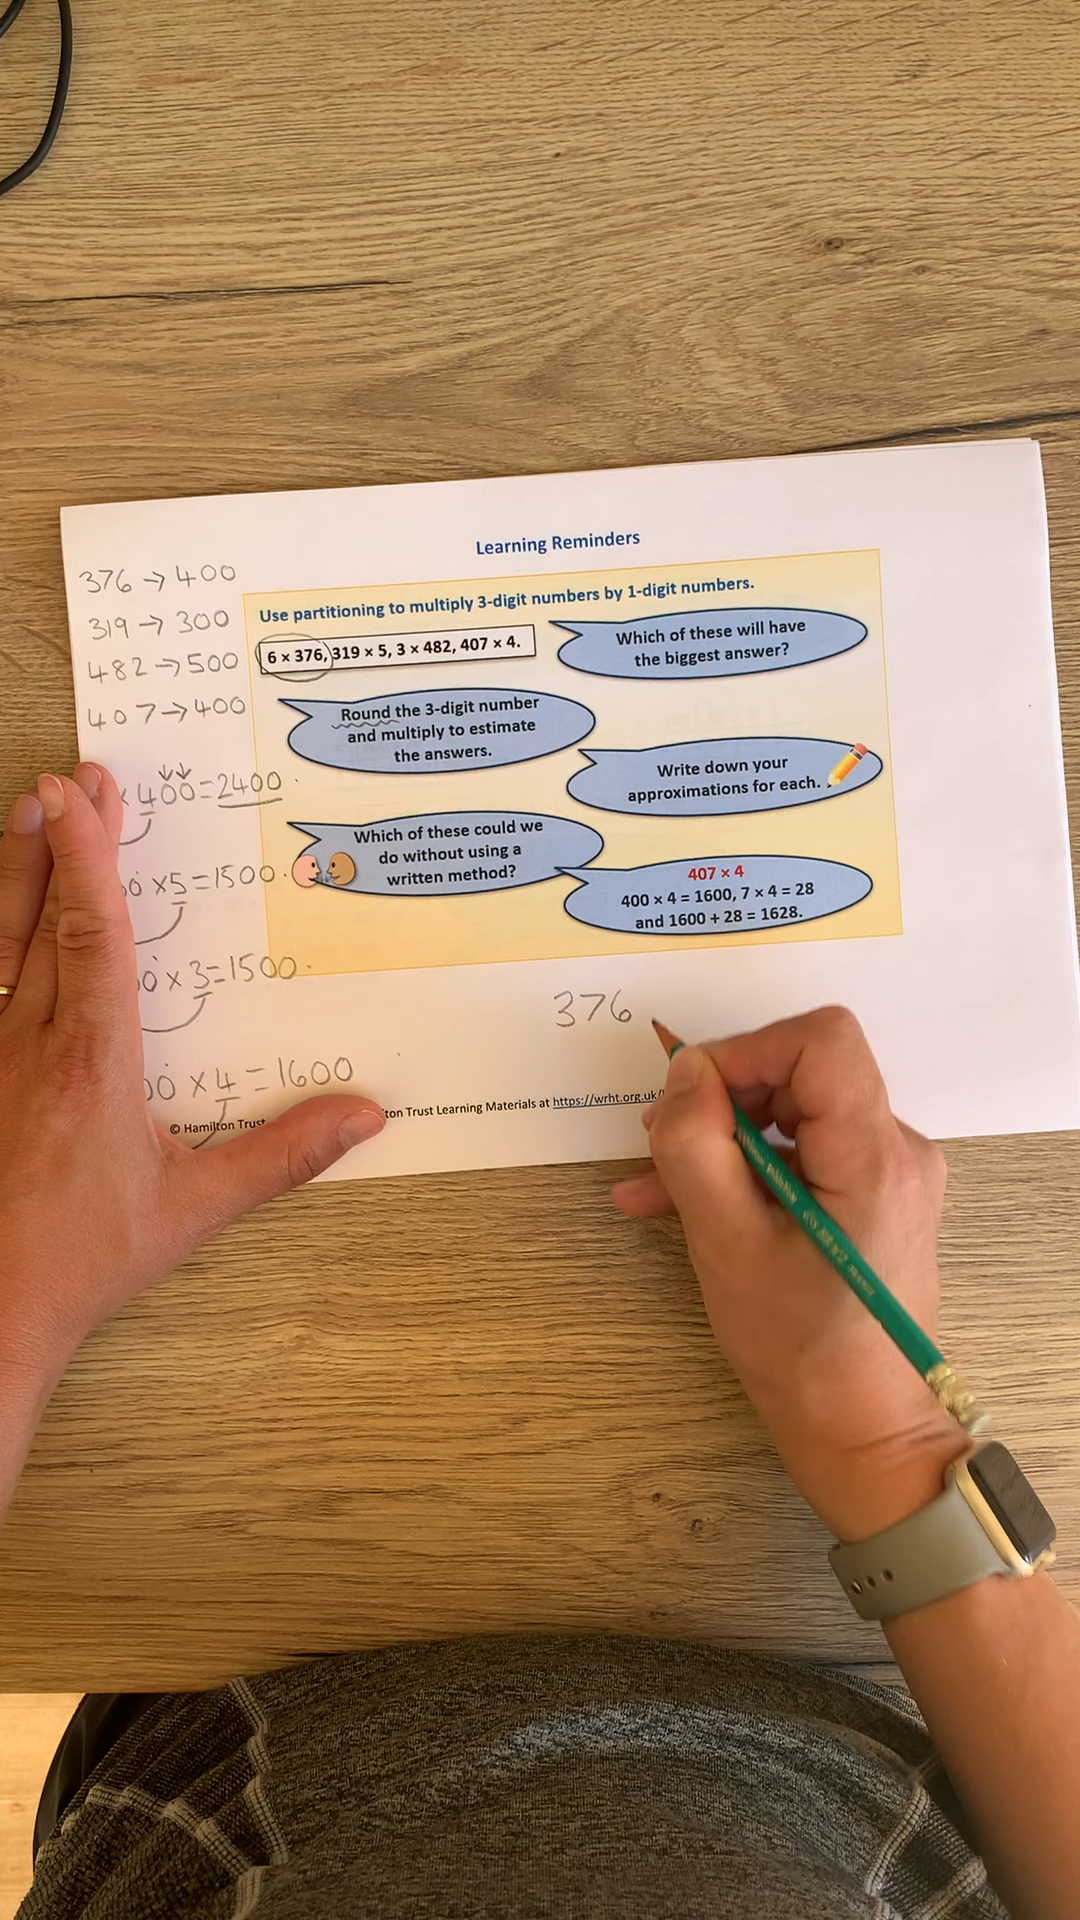 Learning Reminders
376 → 400
319 → 300
482 → 500
407 → 400
Use partitioning to multiply 3-digit numbers by 1-digit numbers.
6 × 376, 319 × 5, 3 × 482, 407 × 4.
Which of these will have
the biggest answer?
Round the 3-digit number
and multiply to estimate
the answers.
Write down your
approximations for each.
× 400 = 2400
Which of these could we
do without using a
written method?
407 × 4
400 × 4 = 1600, 7 × 4 = 28
and 1600 + 28 = 1628.
0 × 5 = 1500
0 × 3 = 1500
376
00 × 4 = 1600
© Hamilton Trust
ton Trust Learning Materials at https://wrht.org.uk/